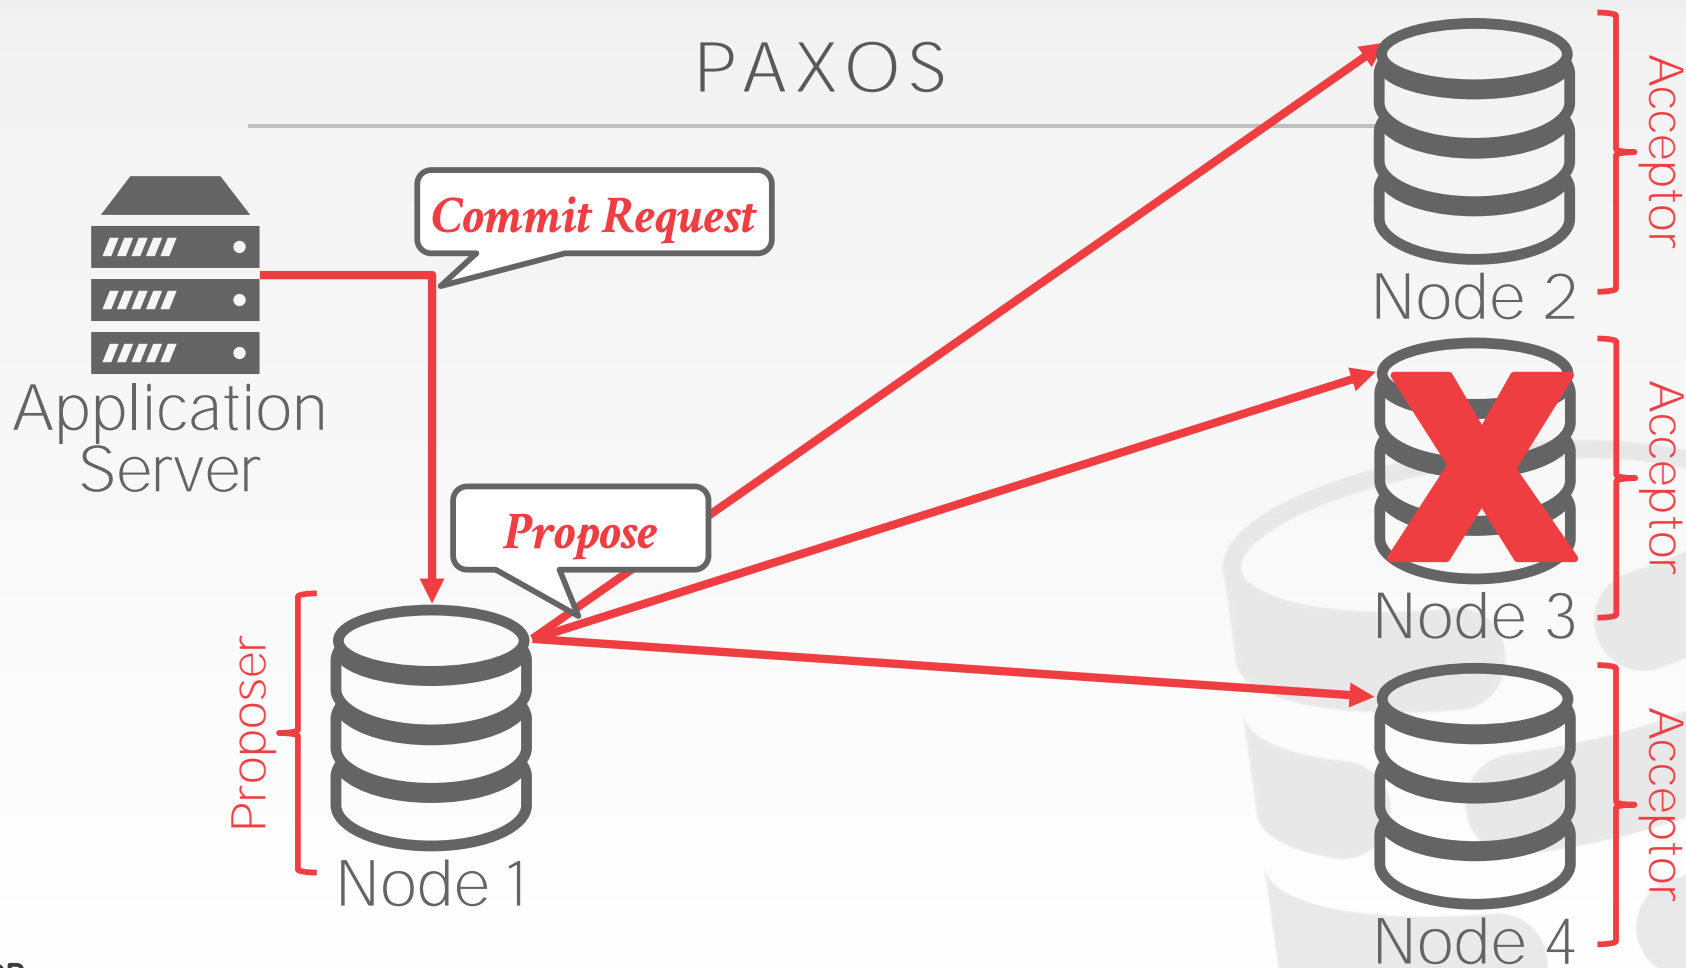 PAXOS
Commit Request
Application
Server
Propose
Proposer
Node 1
Acceptor
Node 2
Acceptor
Node 3
Acceptor
Node 4